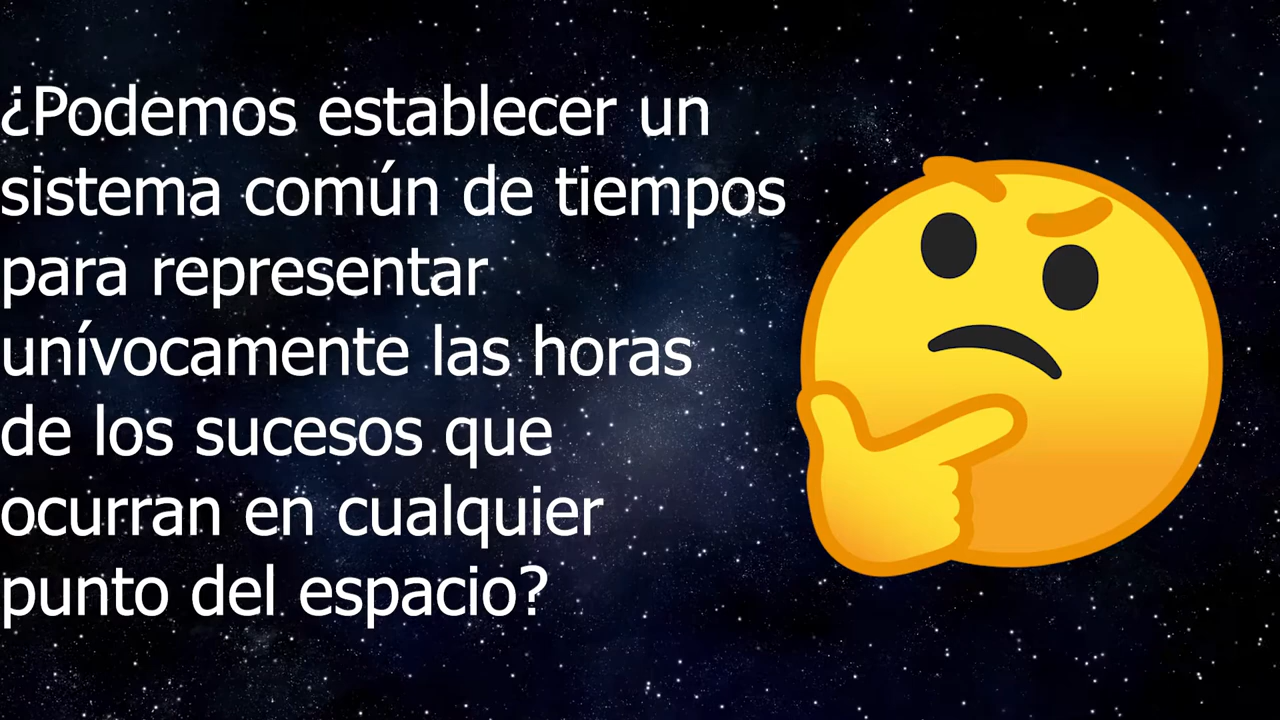 ¿Podemos establecer un
sistema común de tiempos
para representar
unívocamente las horas
de los sucesos que
ocurran en cualquier
punto del espacio?